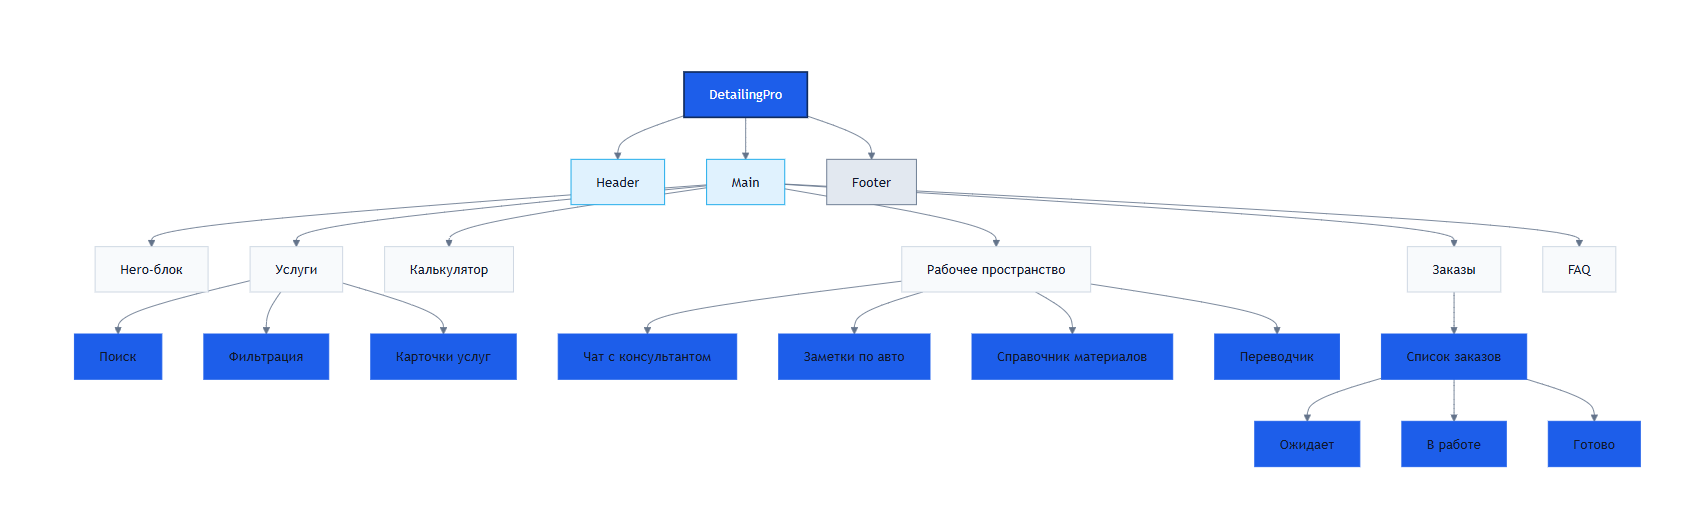 DetailingPro
Header
Main
Footer
Hero-блок
Услуги
Калькулятор
Рабочее пространство
Заказы
FAQ
Поиск
Фильтрация
Карточки услуг
Чат с консультантом
Заметки по авто
Справочник материалов
Переводчик
Список заказов
Ожидает
В работе
Готово